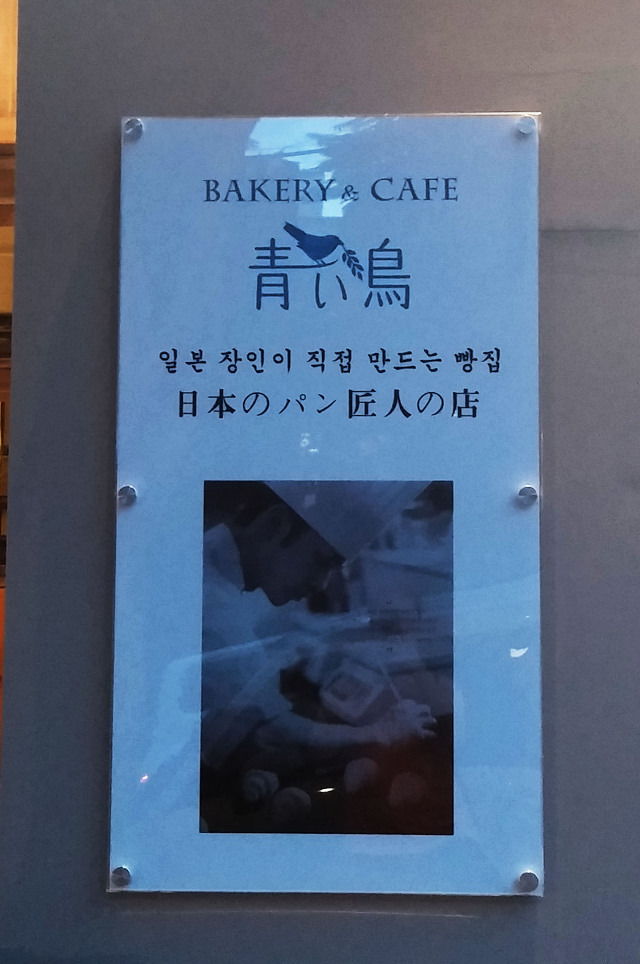 BAKERY & CAFE
青い鳥
일본 장인이 직접 만드는 빵집
日本のパン匠人の店